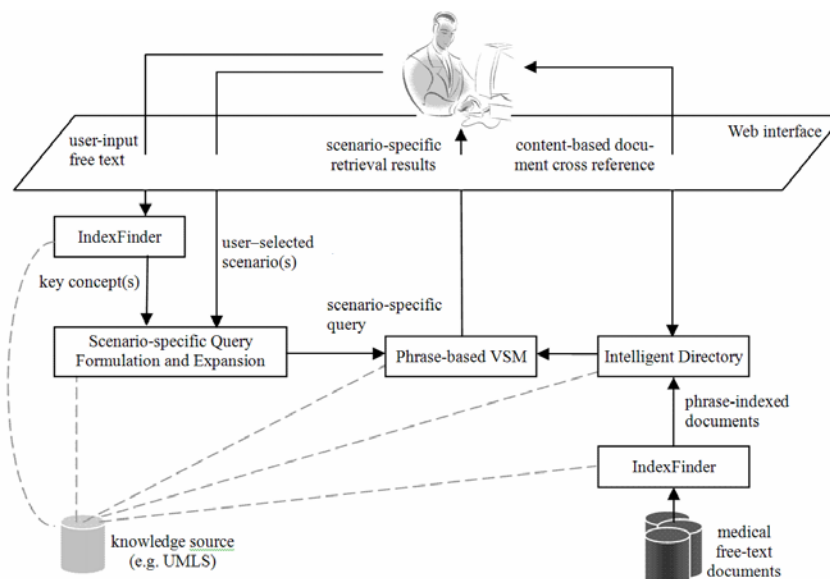 Web interface
user-input
free text
scenario-specific
retrieval results
content-based docu-
ment cross reference
IndexFinder
user–selected
scenario(s)
key concept(s)
scenario-specific
query
Scenario-specific Query
Formulation and Expansion
Phrase-based VSM
Intelligent Directory
phrase-indexed
documents
IndexFinder
knowledge source
(e.g. UMLS)
medical
free-text
documents